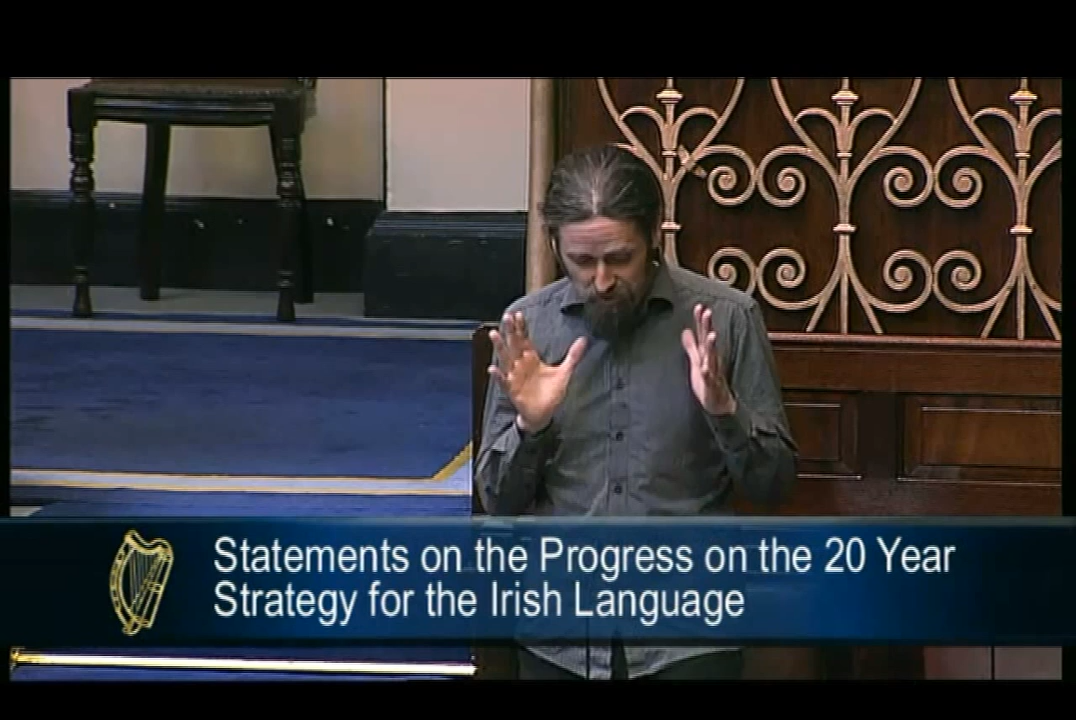 Statements on the Progress on the 20 Year
Strategy for the Irish Language